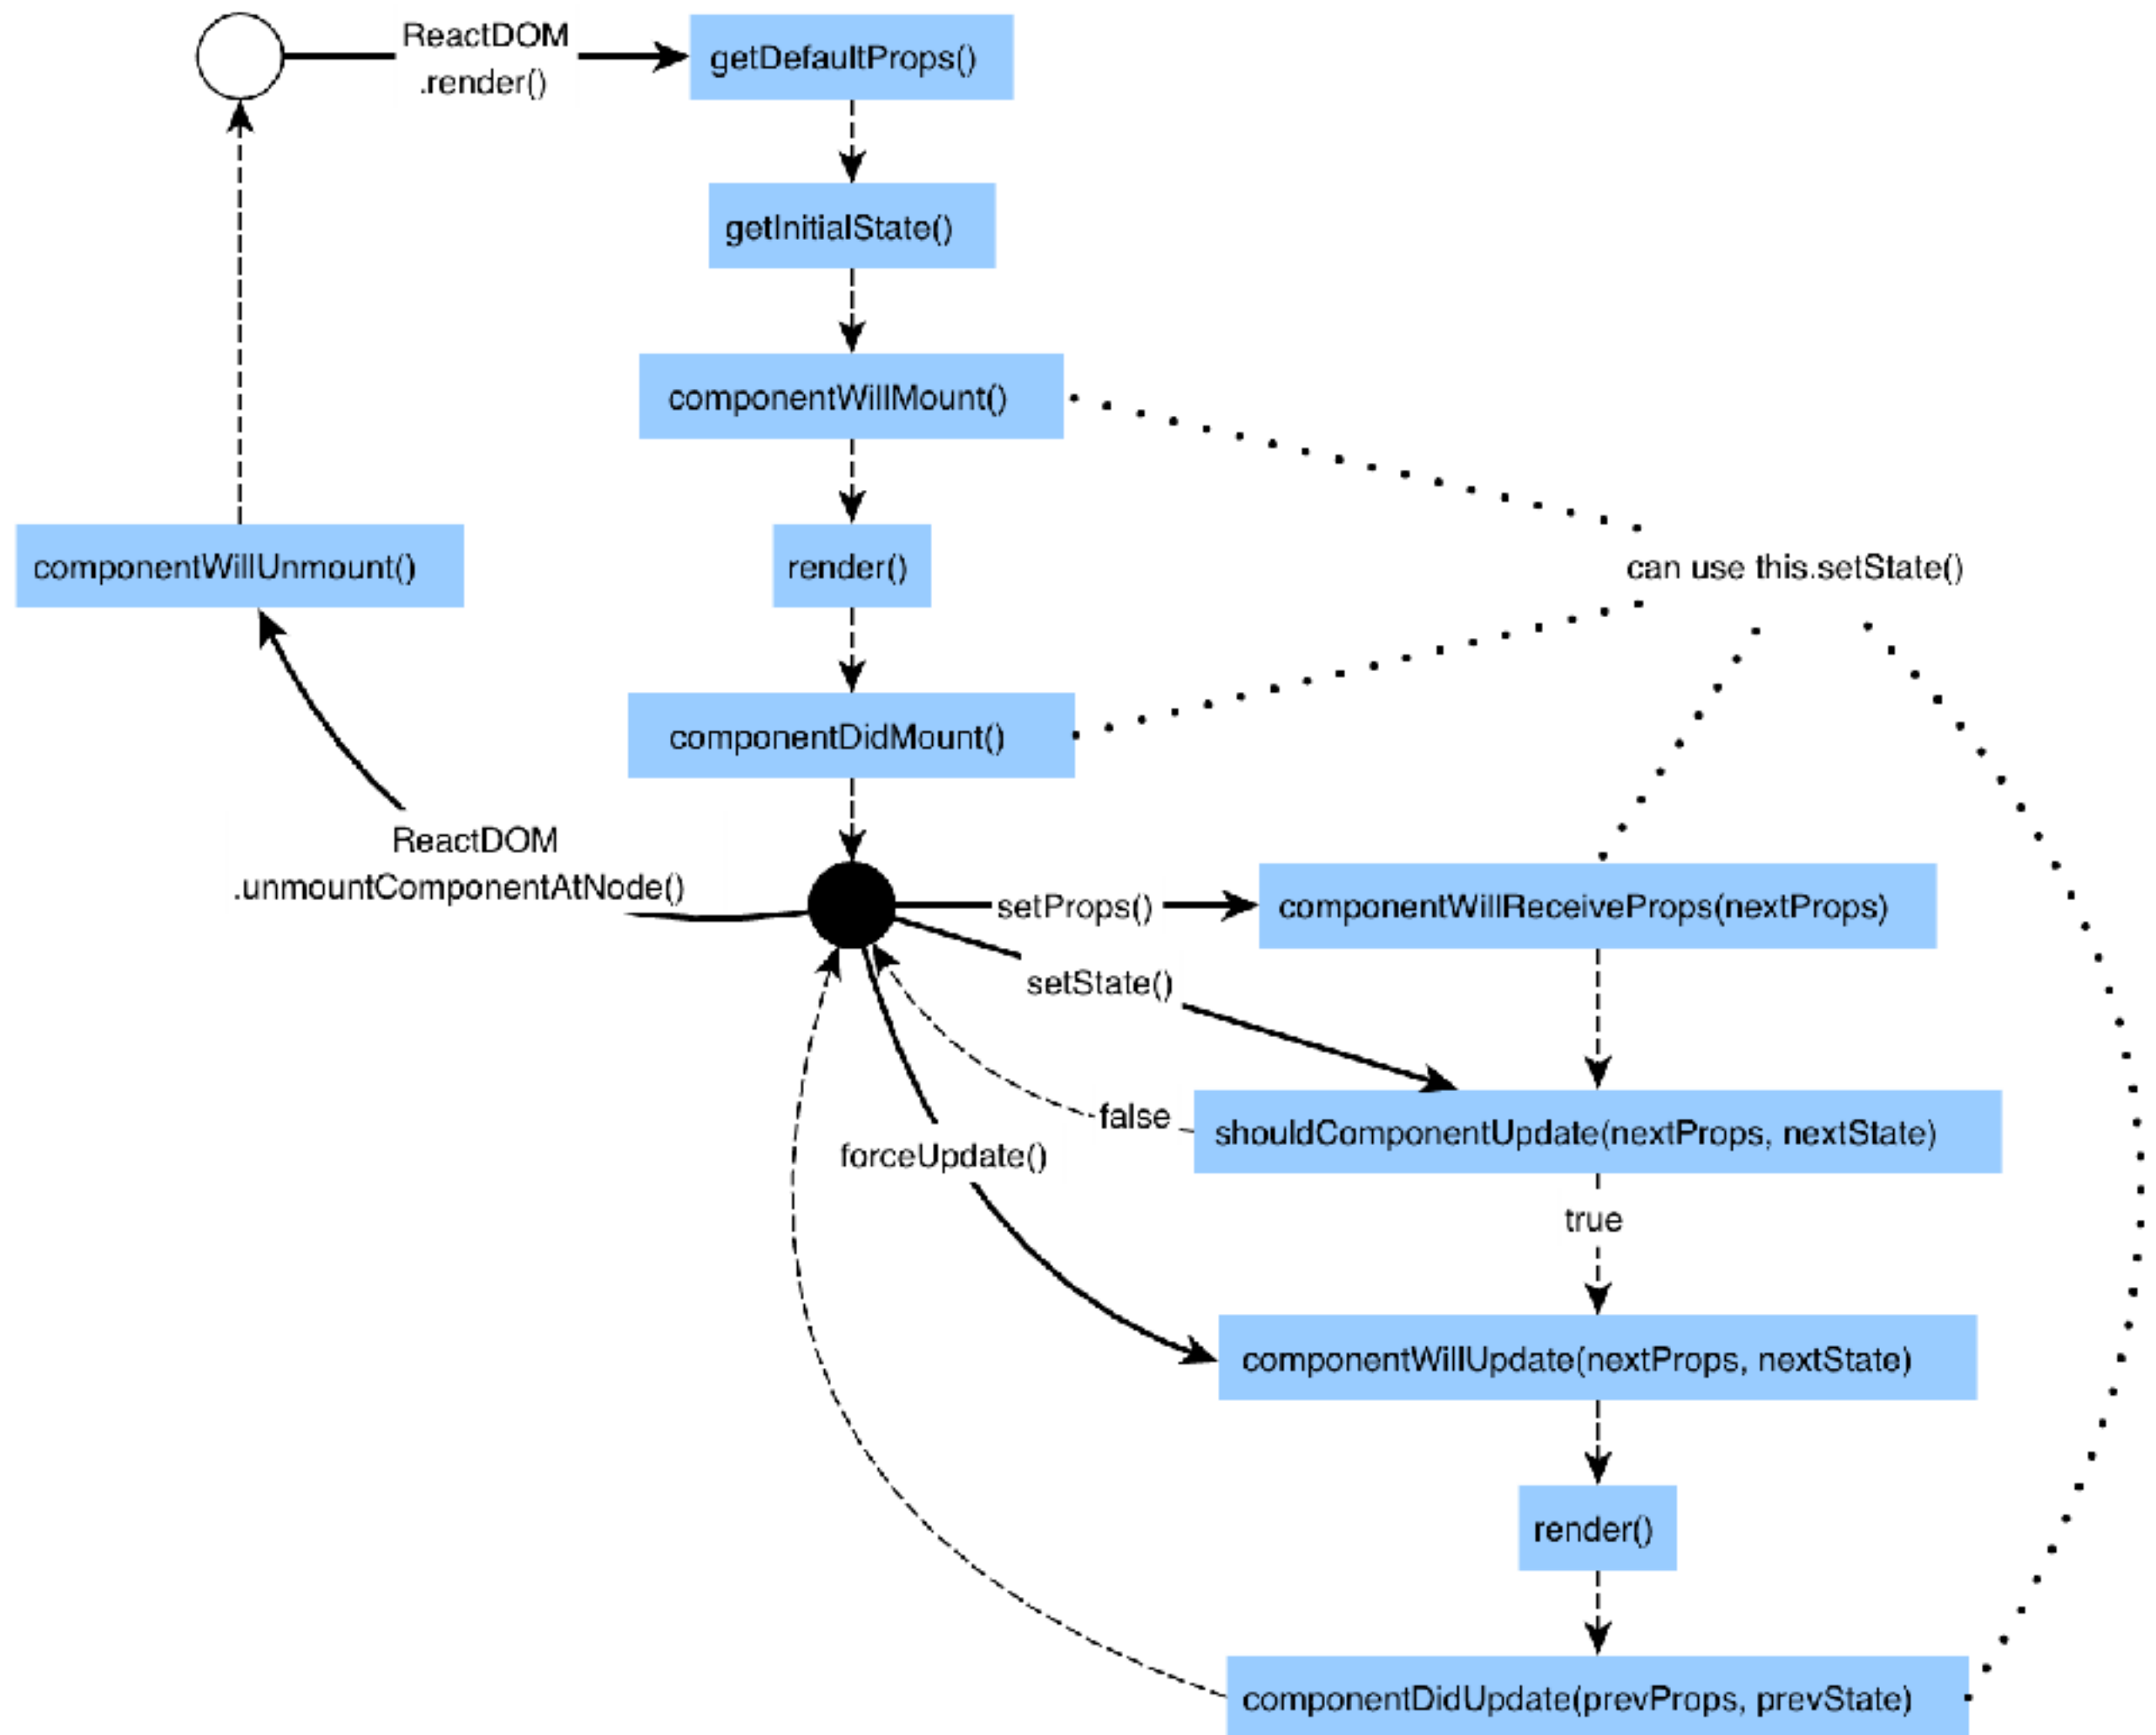 ReactDOM
.render()
getDefaultProps()
getInitialState()
componentWillMount()
componentWillUnmount()
render()
can use this.setState()
componentDidMount()
ReactDOM
.unmountComponentAtNode()
setProps()
componentWillReceiveProps(nextProps)
setState()
false
shouldComponentUpdate(nextProps, nextState)
forceUpdate()
true
componentWillUpdate(nextProps, nextState)
render()
componentDidUpdate(prevProps, prevState)